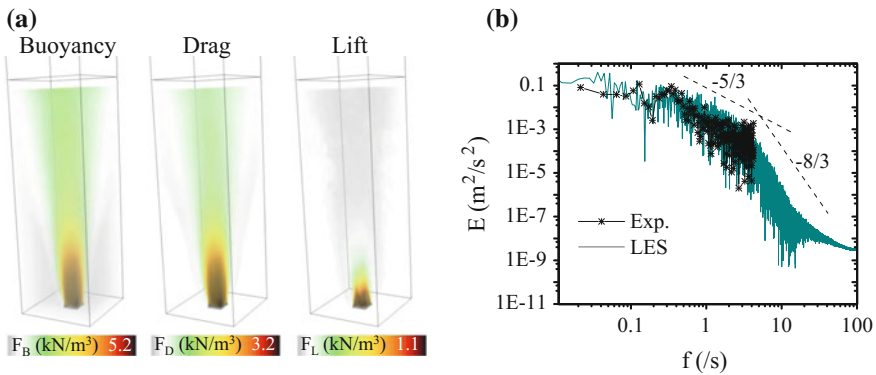 (a)
Buoyancy Drag Lift
F_B (kN/m³) 5.2
F_D (kN/m³) 3.2
F_L (kN/m³) 1.1
(b)
E (m²/s²)
0.1
1E-3
1E-5
1E-7
1E-9
1E-11
-5/3
-8/3
Exp.
LES
0.1 1 10 100
f (/s)